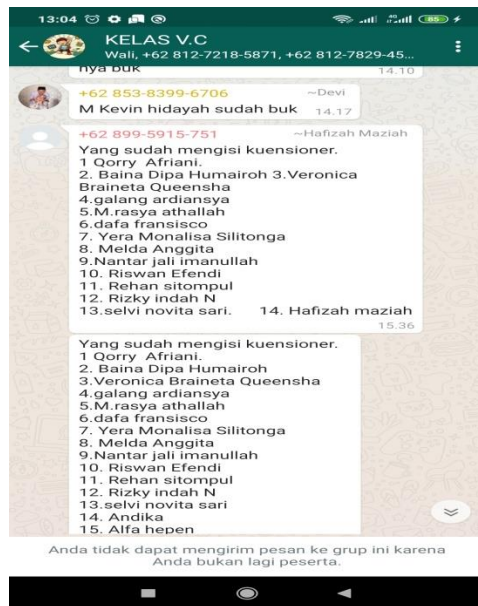 13:04
85
KELAS V.C
Wali, +62 812-7218-5871, +62 812-7829-45...
nya buk 14.10
+62 853-8399-6706 ~Devi
M Kevin hidayah sudah buk 14.17
+62 899-5915-751 ~Hafizah Maziah
Yang sudah mengisi kuensioner.
1 Qorry Afriani.
2. Baina Dipa Humairoh 3.Veronica
Braineta Queensha
4.galang ardiansya
5.M.rasya athallah
6.dafa fransisco
7. Yera Monalisa Silitonga
8. Melda Anggita
9.Nantar jali imanullah
10. Riswan Efendi
11. Rehan sitompul
12. Rizky indah N
13.selvi novita sari. 14. Hafizah maziah
15.36
Yang sudah mengisi kuensioner.
1 Qorry Afriani.
2. Baina Dipa Humairoh
3.Veronica Braineta Queensha
4.galang ardiansya
5.M.rasya athallah
6.dafa fransisco
7. Yera Monalisa Silitonga
8. Melda Anggita
9.Nantar jali imanullah
10. Riswan Efendi
11. Rehan sitompul
12. Rizky indah N
13.selvi novita sari
14. Andika
15. Alfa hepen
Anda tidak dapat mengirim pesan ke grup ini karena
Anda bukan lagi peserta.